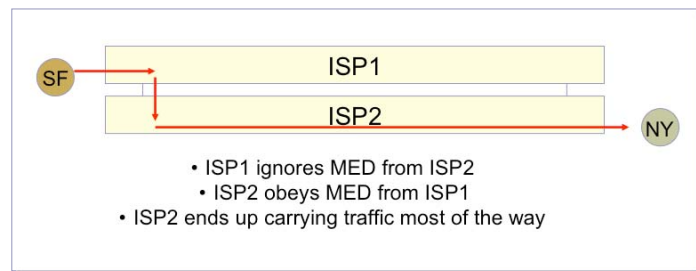 ISP1
SF
ISP2
NY
• ISP1 ignores MED from ISP2
• ISP2 obeys MED from ISP1
• ISP2 ends up carrying traffic most of the way